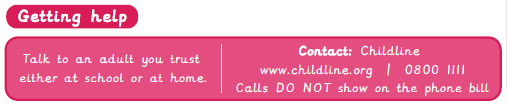 Getting help
Talk to an adult you trust
either at school or at home.
Contact: Childline
www.childline.org | 0800 1111
Calls DO NOT show on the phone bill